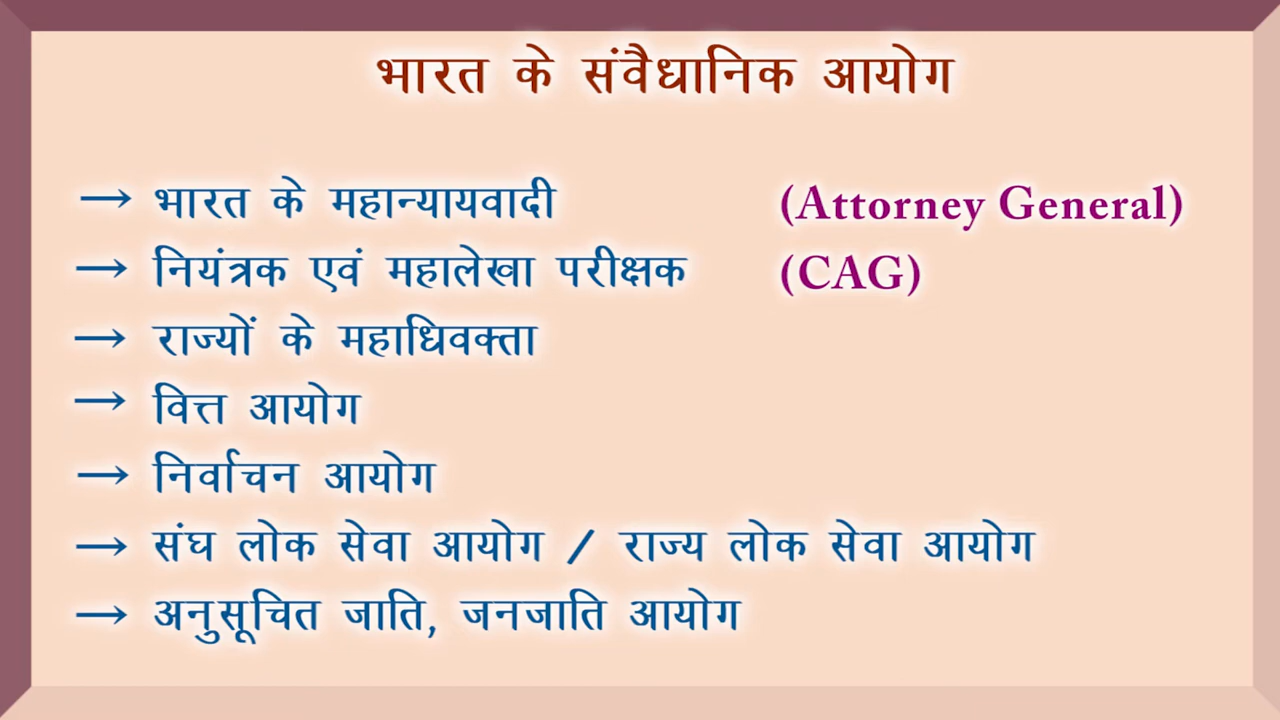 भारत के संवैधानिक आयोग
→ भारत के महान्यायवादी (Attorney General)
→ नियंत्रक एवं महालेखा परीक्षक (CAG)
→ राज्यों के महाधिवक्ता
→ वित्त आयोग
→ निर्वाचन आयोग
→ संघ लोक सेवा आयोग / राज्य लोक सेवा आयोग
→ अनुसूचित जाति, जनजाति आयोग